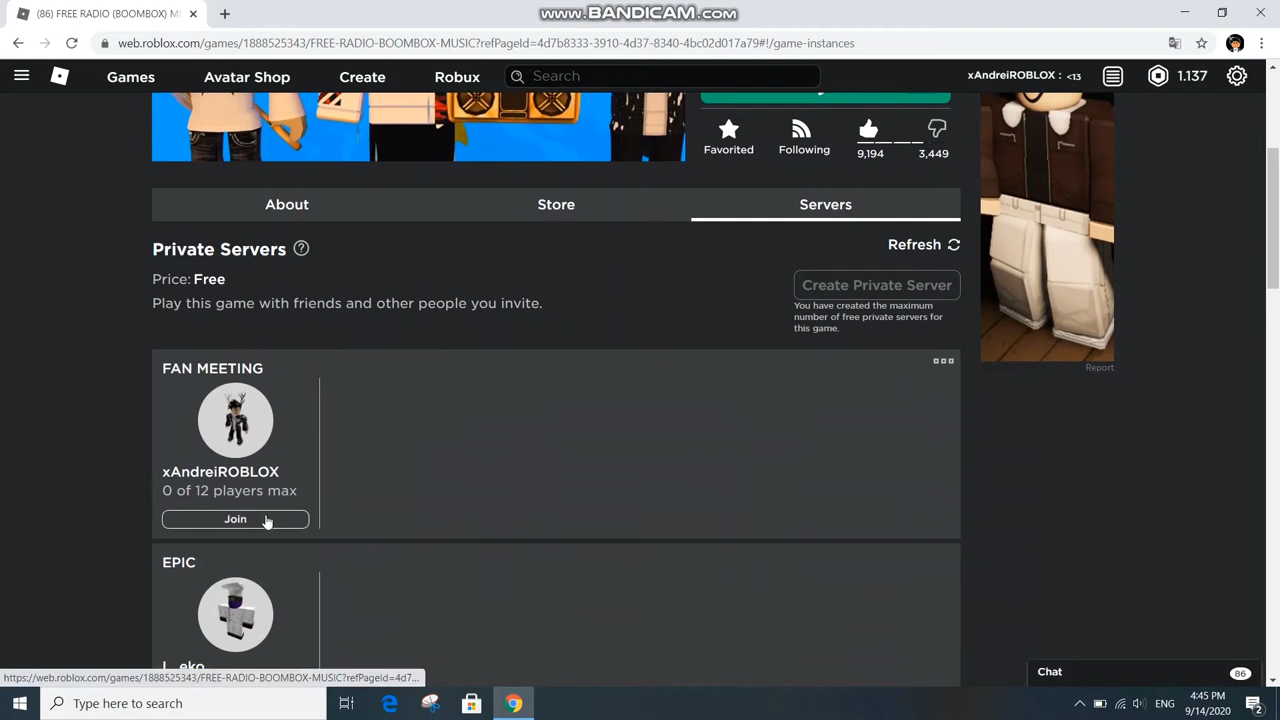 www.BANDICAM.com
(86) FREE RADIO (BOOMBOX) MU
web.roblox.com/games/1888525343/FREE-RADIO-BOOMBOX-MUSIC?refPageId=4d7b8333-3910-4d37-8340-4bc02d017a79#!/game-instances
Games
Avatar Shop
Create
Robux
Search
xAndreiROBLOX : <13
1.137
Favorited
Following
9,194
3,449
About
Store
Servers
Private Servers ?
Refresh
Price: Free
Create Private Server
Play this game with friends and other people you invite.
You have created the maximum
number of free private servers for
this game.
FAN MEETING
Report
xAndreiROBLOX
0 of 12 players max
Join
EPIC
https://web.roblox.com/games/1888525343/FREE-RADIO-BOOMBOX-MUSIC?refPageId=4d7...
Chat
86
Type here to search
ENG
4:45 PM
9/14/2020
2